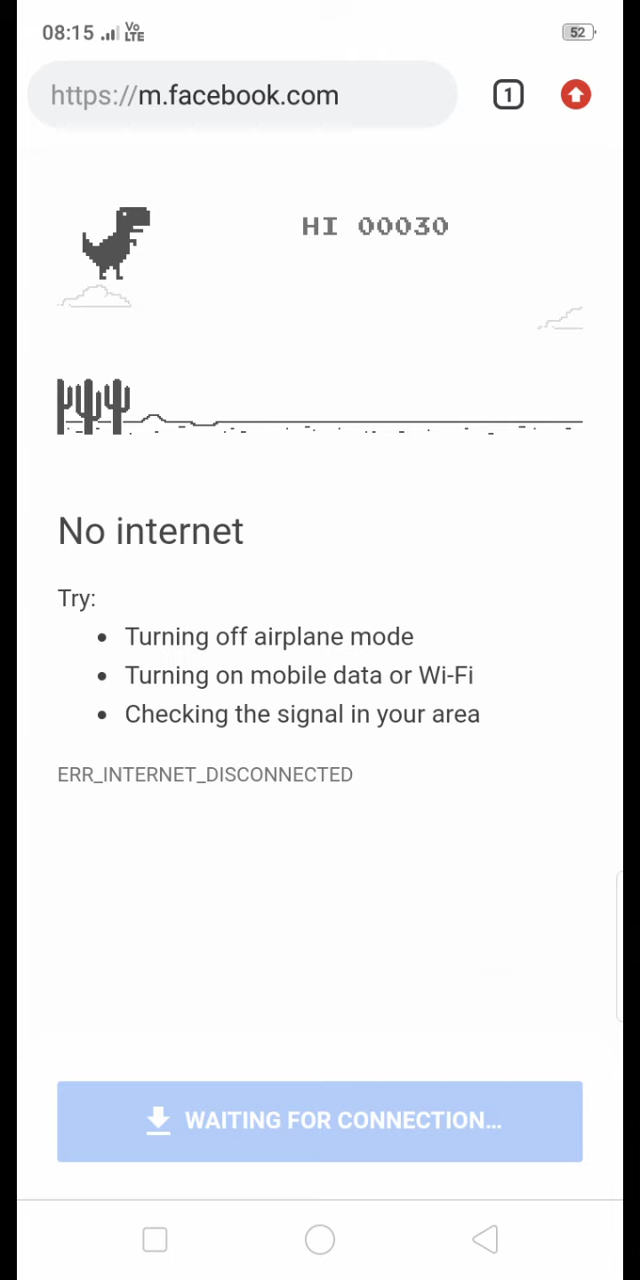 08:15 Vo LTE 52
https://m.facebook.com 1
HI 00030
No internet
Try:
• Turning off airplane mode
• Turning on mobile data or Wi-Fi
• Checking the signal in your area
ERR_INTERNET_DISCONNECTED
WAITING FOR CONNECTION...